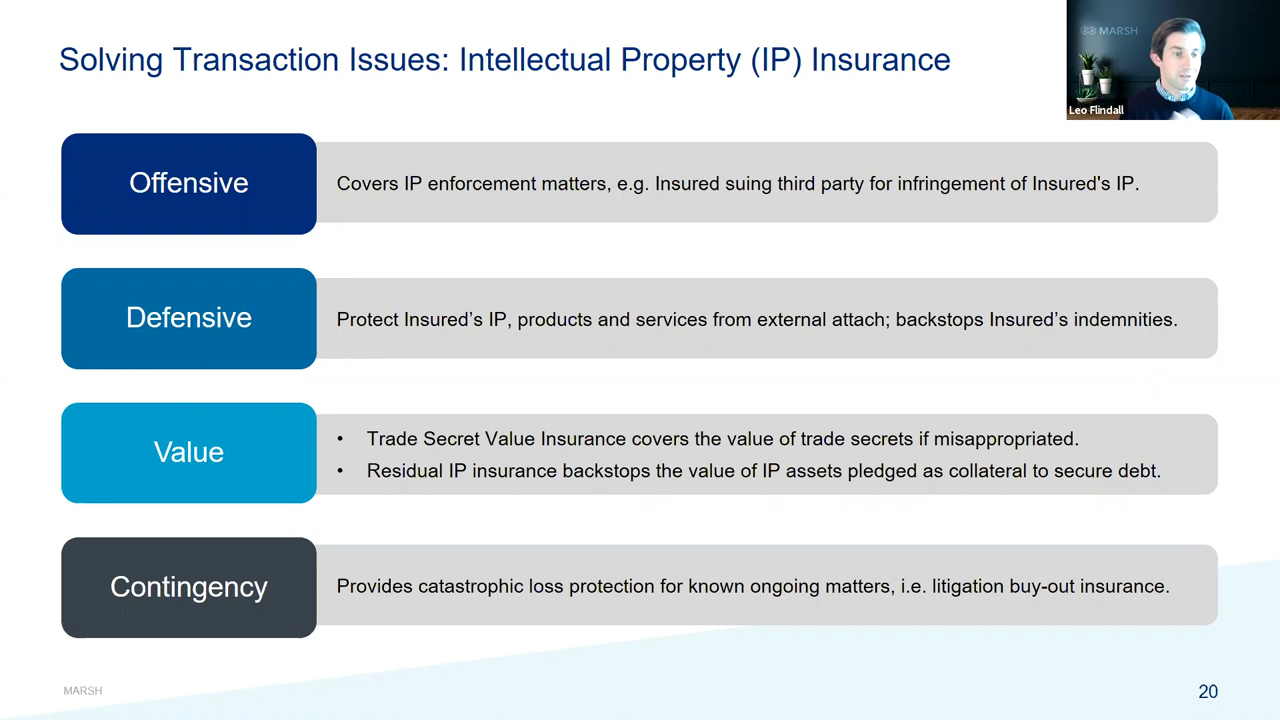 Solving Transaction Issues: Intellectual Property (IP) Insurance
MARSH
Leo Flindall
Offensive
Covers IP enforcement matters, e.g. Insured suing third party for infringement of Insured's IP.
Defensive
Protect Insured’s IP, products and services from external attach; backstops Insured’s indemnities.
Value
• Trade Secret Value Insurance covers the value of trade secrets if misappropriated.
• Residual IP insurance backstops the value of IP assets pledged as collateral to secure debt.
Contingency
Provides catastrophic loss protection for known ongoing matters, i.e. litigation buy-out insurance.
MARSH
20